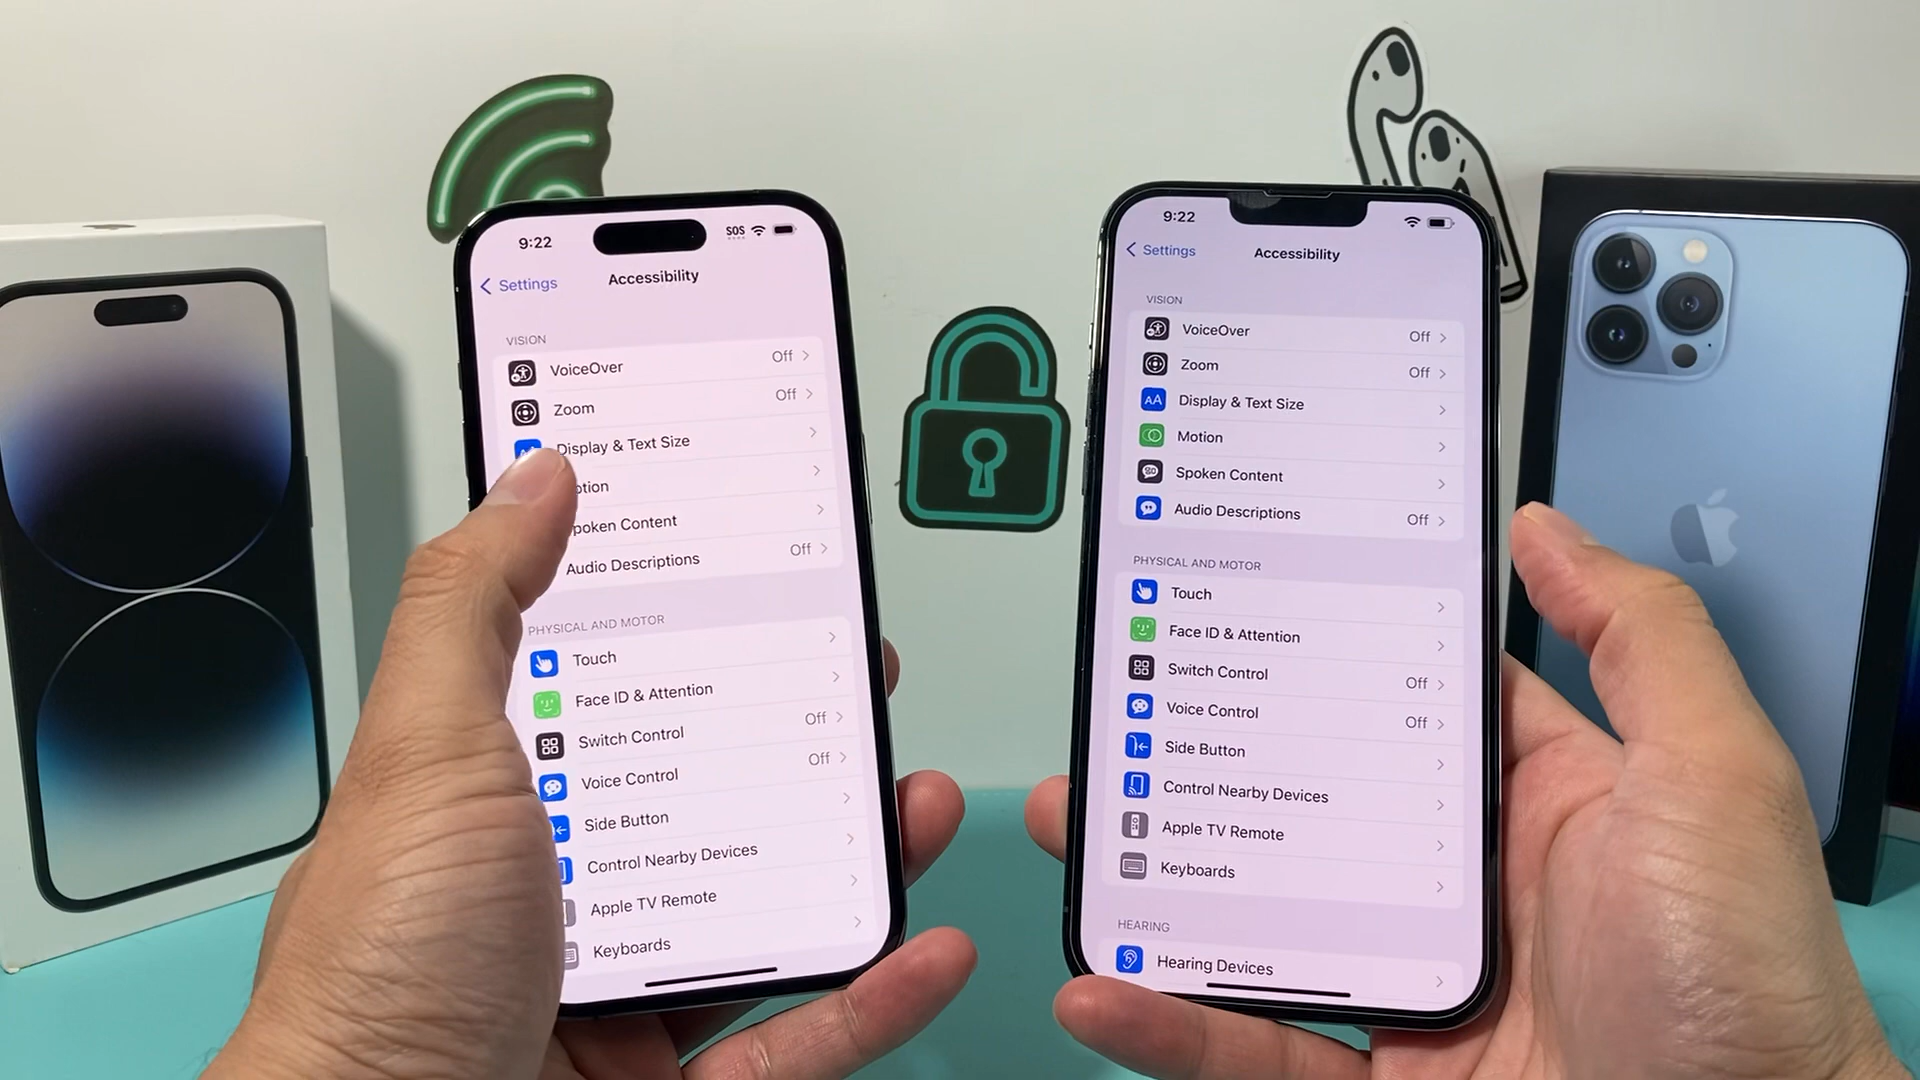 9:22
SOS
Settings
Accessibility
VISION
VoiceOver
Off
Zoom
Off
Display & Text Size
otion
poken Content
Audio Descriptions
Off
PHYSICAL AND MOTOR
Touch
Face ID & Attention
Switch Control
Off
Voice Control
Off
Side Button
Control Nearby Devices
Apple TV Remote
Keyboards
9:22
Settings
Accessibility
VISION
VoiceOver
Off
Zoom
Off
AA
Display & Text Size
Motion
Spoken Content
Audio Descriptions
Off
PHYSICAL AND MOTOR
Touch
Face ID & Attention
Switch Control
Off
Voice Control
Off
Side Button
Control Nearby Devices
Apple TV Remote
Keyboards
HEARING
Hearing Devices